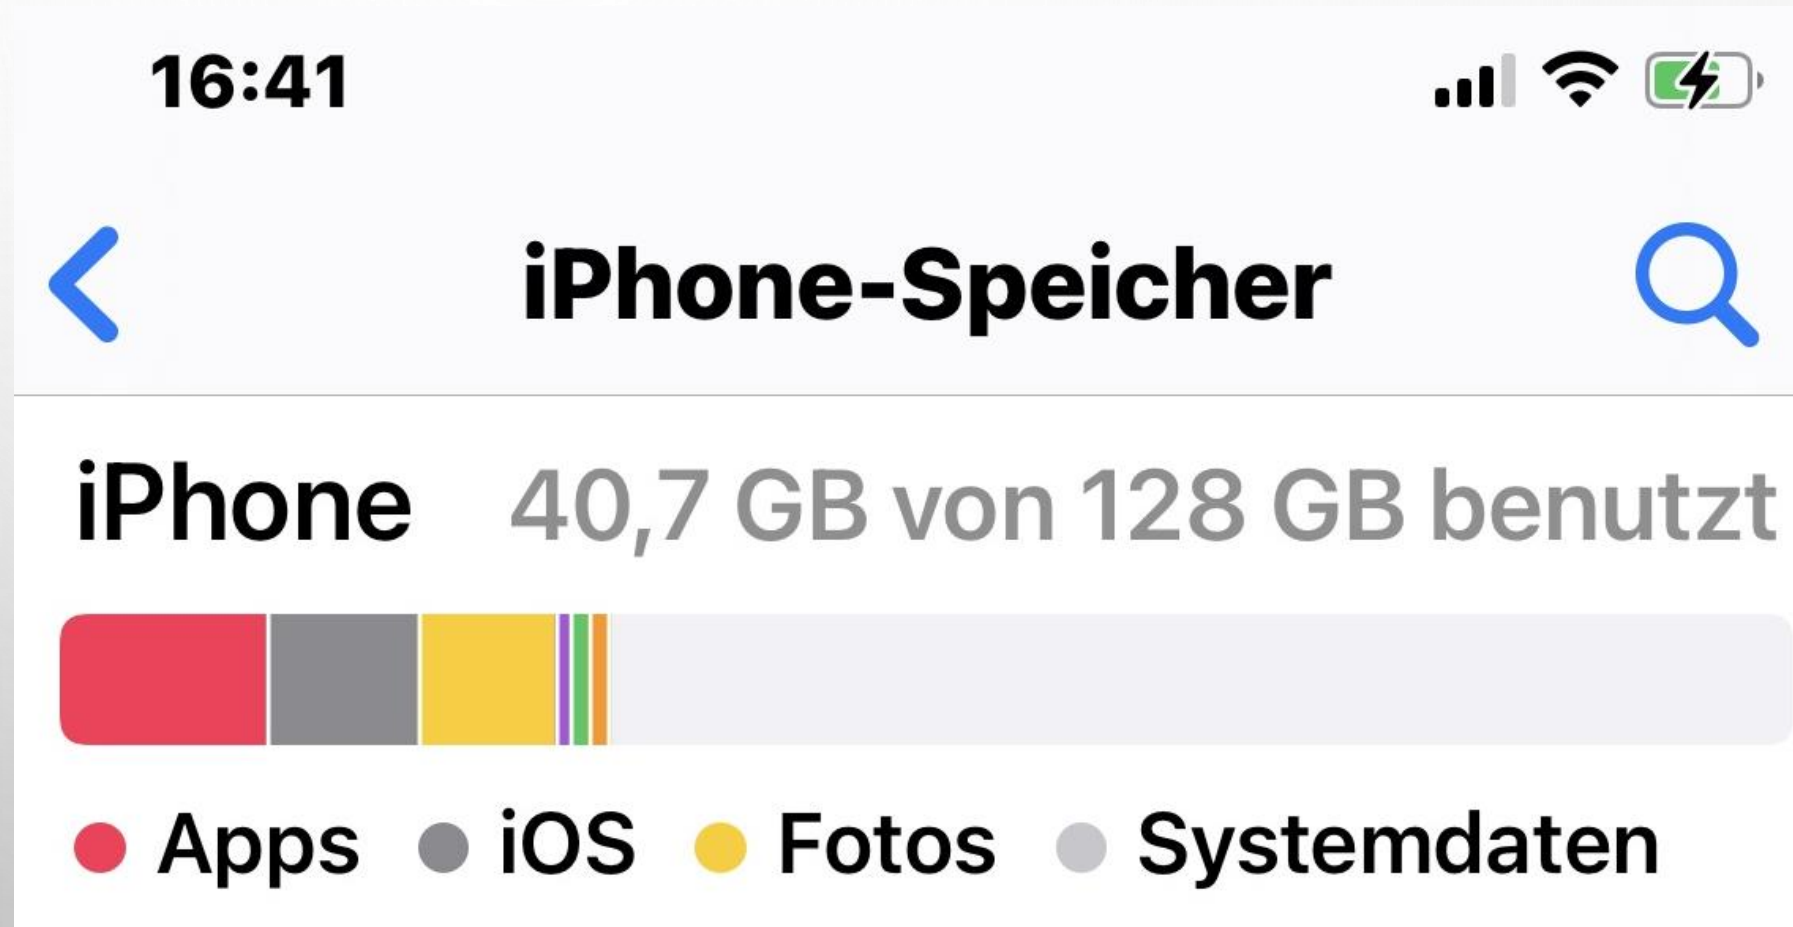 16:41
iPhone-Speicher
iPhone 40,7 GB von 128 GB benutzt
Apps iOS Fotos Systemdaten